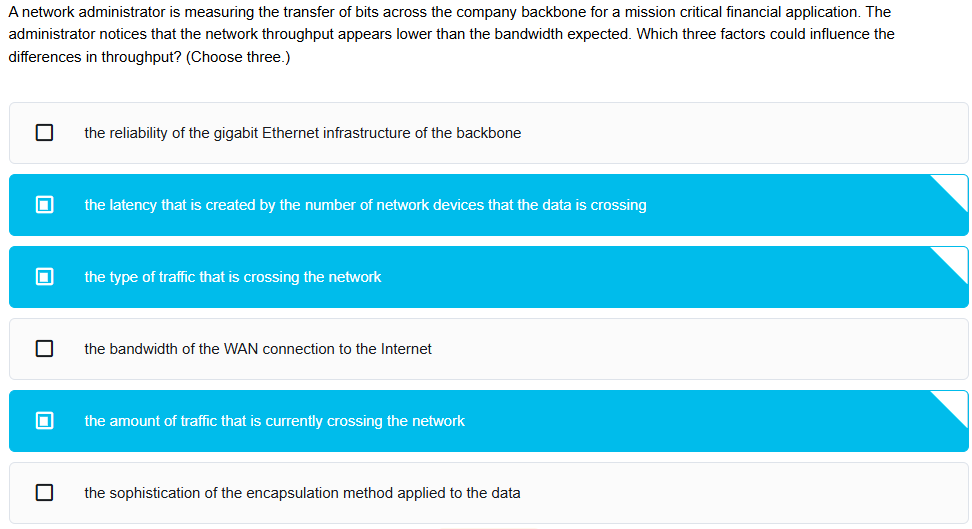 A network administrator is measuring the transfer of bits across the company backbone for a mission critical financial application. The
administrator notices that the network throughput appears lower than the bandwidth expected. Which three factors could influence the
differences in throughput? (Choose three.)
the reliability of the gigabit Ethernet infrastructure of the backbone
the latency that is created by the number of network devices that the data is crossing
the type of traffic that is crossing the network
the bandwidth of the WAN connection to the Internet
the amount of traffic that is currently crossing the network
the sophistication of the encapsulation method applied to the data